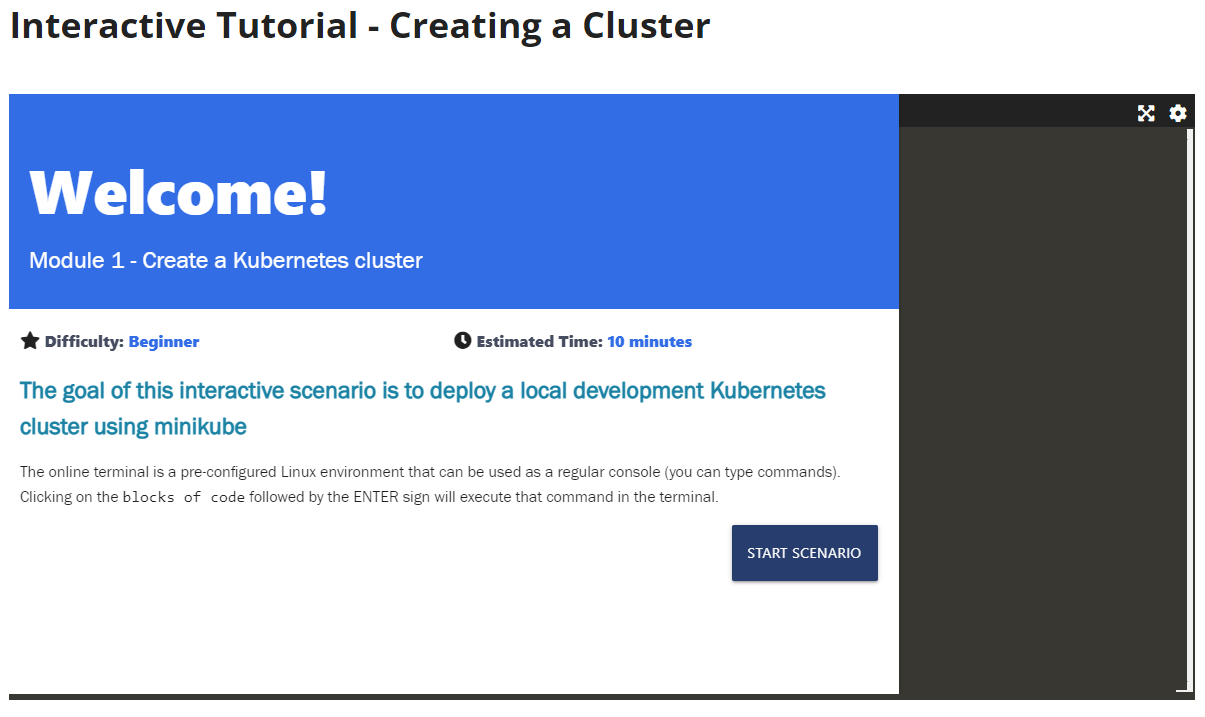 Interactive Tutorial - Creating a Cluster
Welcome!
Module 1 - Create a Kubernetes cluster
Difficulty: Beginner
Estimated Time: 10 minutes
The goal of this interactive scenario is to deploy a local development Kubernetes
cluster using minikube
The online terminal is a pre-configured Linux environment that can be used as a regular console (you can type commands).
Clicking on the blocks of code followed by the ENTER sign will execute that command in the terminal.
START SCENARIO